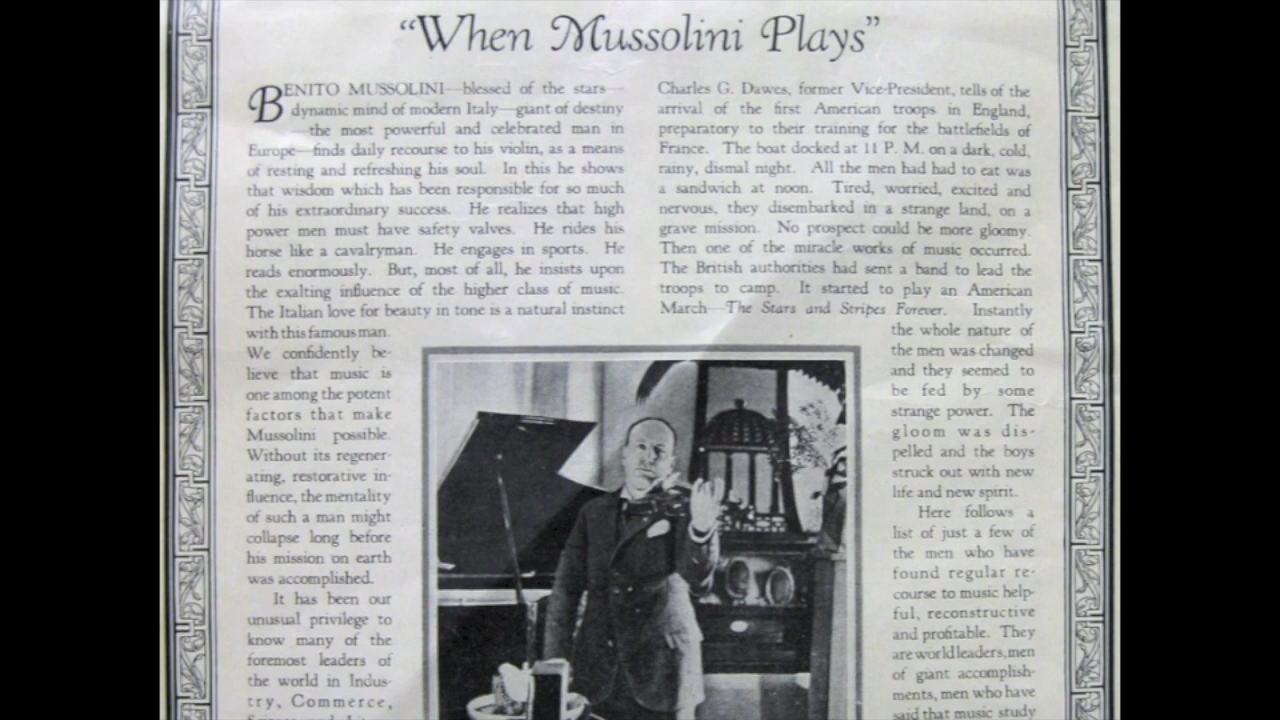 “When Mussolini Plays”
BENITO MUSSOLINI—blessed of the stars—
dynamic mind of modern Italy—giant of destiny
—the most powerful and celebrated man in
Europe—finds daily recourse to his violin, as a means
of resting and refreshing his soul. In this he shows
that wisdom which has been responsible for so much
of his extraordinary success. He realizes that high
power men must have safety valves. He rides his
horse like a cavalryman. He engages in sports. He
reads enormously. But, most of all, he insists upon
the exalting influence of the higher class of music.
The Italian love for beauty in tone is a natural instinct
with this famous man.
We confidently be-
lieve that music is
one among the potent
factors that make
Mussolini possible.
Without its regener-
ating, restorative in-
fluence, the mentality
of such a man might
collapse long before
his mission on earth
was accomplished.
It has been our
unusual privilege to
know many of the
foremost leaders of
the world in Indus-
try, Commerce,
Charles G. Dawes, former Vice-President, tells of the
arrival of the first American troops in England,
preparatory to their training for the battlefields of
France. The boat docked at 11 P. M. on a dark, cold,
rainy, dismal night. All the men had had to eat was
a sandwich at noon. Tired, worried, excited and
nervous, they disembarked in a strange land, on a
grave mission. No prospect could be more gloomy.
Then one of the miracle works of music occurred.
The British authorities had sent a band to lead the
troops to camp. It started to play an American
March—The Stars and Stripes Forever. Instantly
the whole nature of
the men was changed
and they seemed to
be fed by some
strange power. The
gloom was dis-
pelled and the boys
struck out with new
life and new spirit.
Here follows a
list of just a few of
the men who have
found regular re-
course to music help-
ful, reconstructive
and profitable. They
are world leaders, men
of giant accomplish-
ments, men who have
said that music study